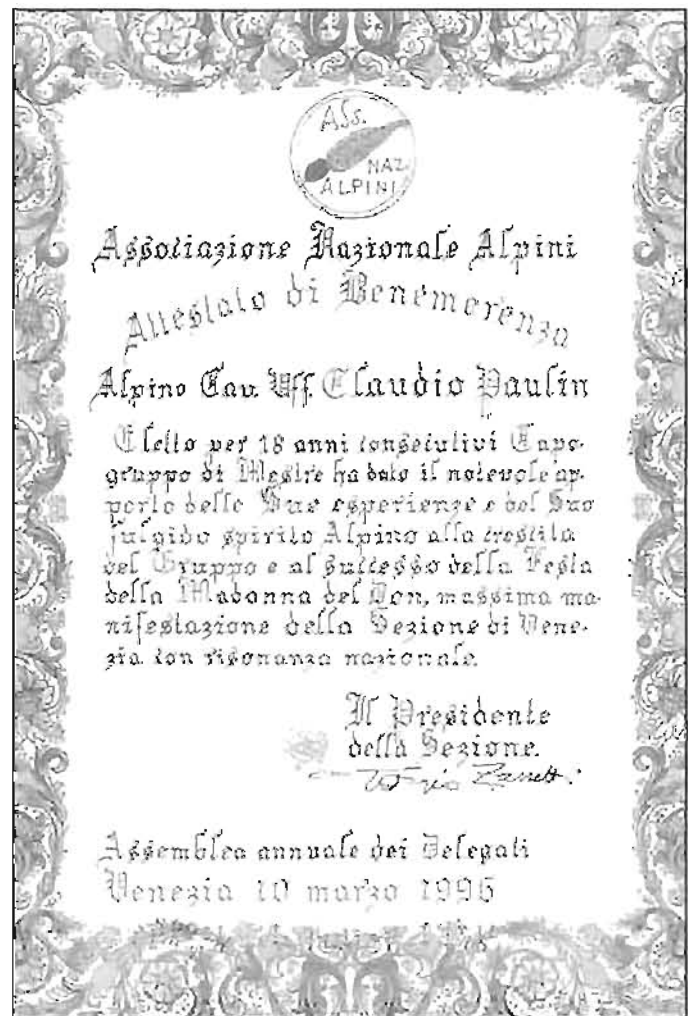 Ass.
NAZ.
ALPINI
Associazione Nazionale Alpini
Attestato di Benemerenza
Alpino Cav. Uff. Claudio Paulin
Eletto per 18 anni consecutivi Capo-
gruppo di Mestre ha dato il notevole ap-
porto delle Sue esperienze e del Suo
fulgido spirito Alpino alla crescita
del Gruppo e al successo della Festa
della Madonna del Don, massima ma-
nifestazione della Sezione di Vene-
zia con risonanza nazionale.
Il Presidente
della Sezione.
Assemblea annuale dei Delegati
Venezia 10 marzo 1996